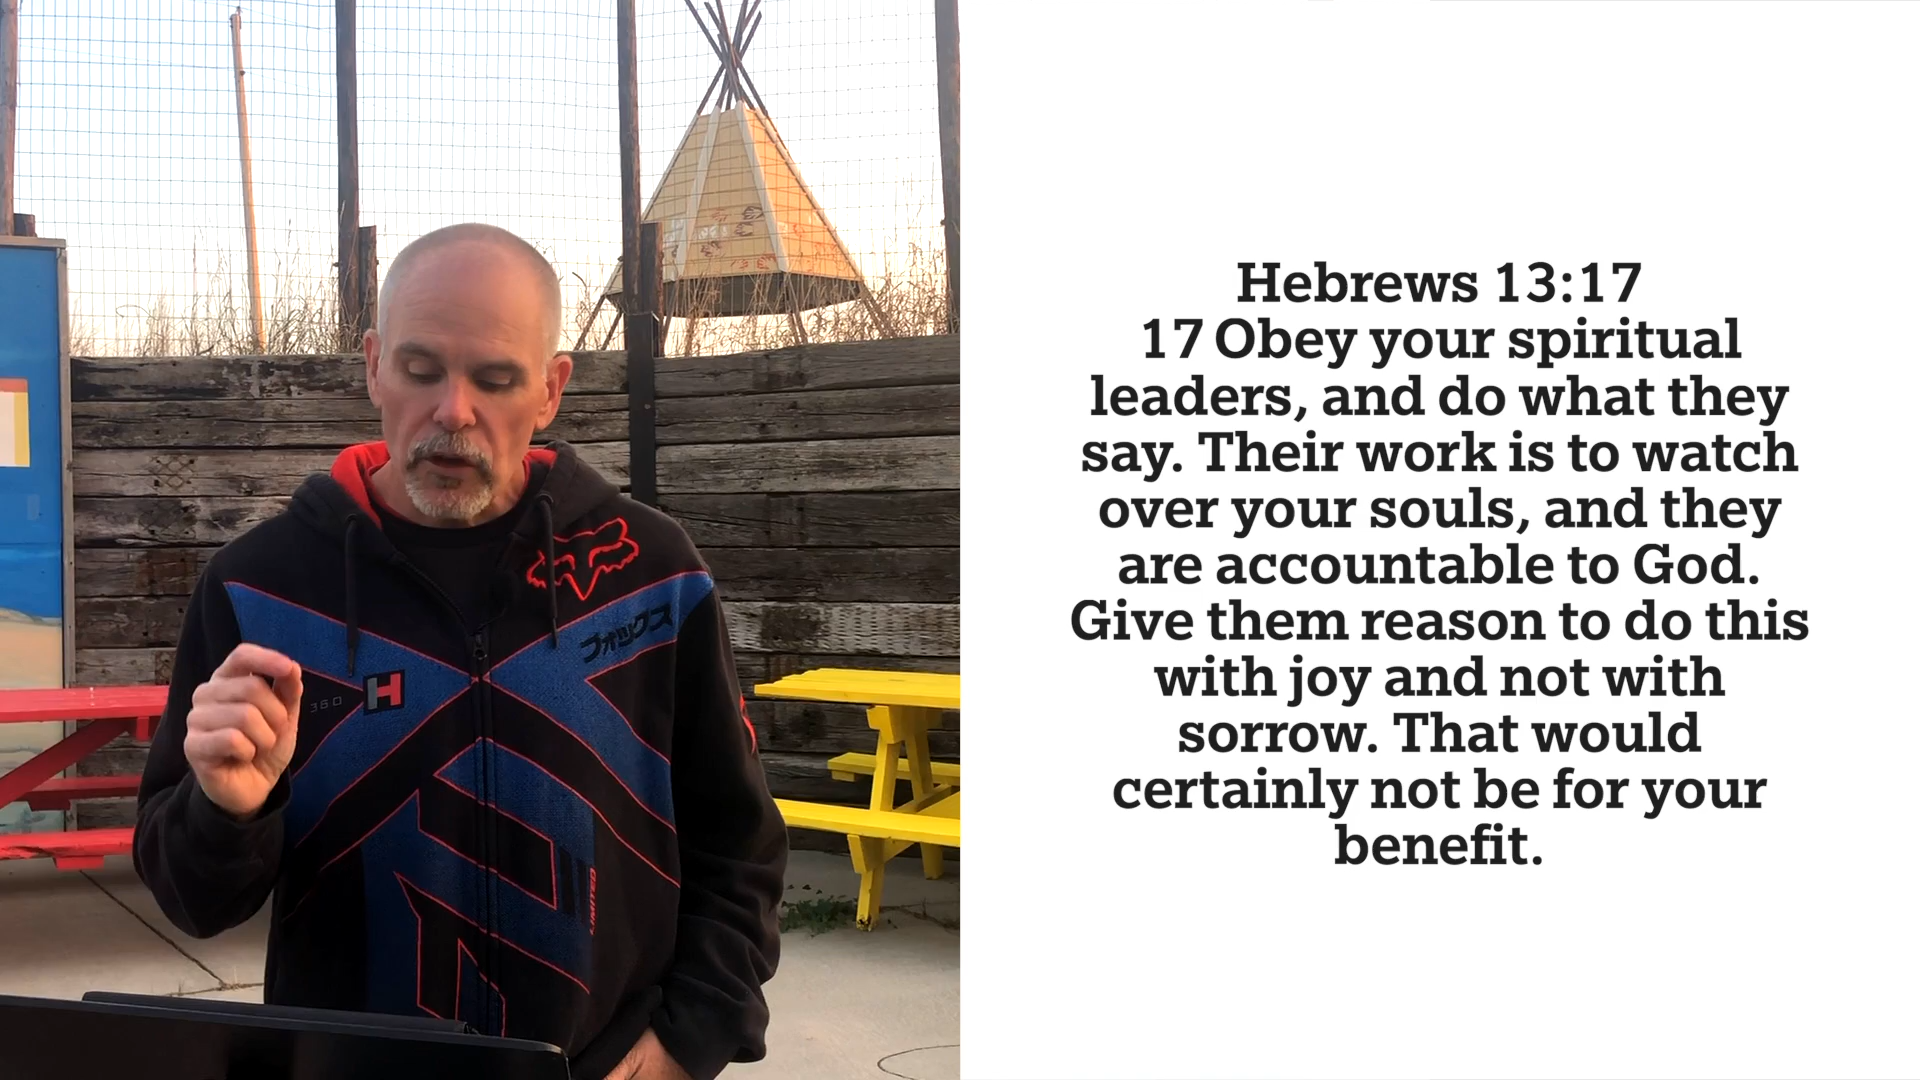 フォックス
360
H
LIMITED
Hebrews 13:17
17 Obey your spiritual
leaders, and do what they
say. Their work is to watch
over your souls, and they
are accountable to God.
Give them reason to do this
with joy and not with
sorrow. That would
certainly not be for your
benefit.